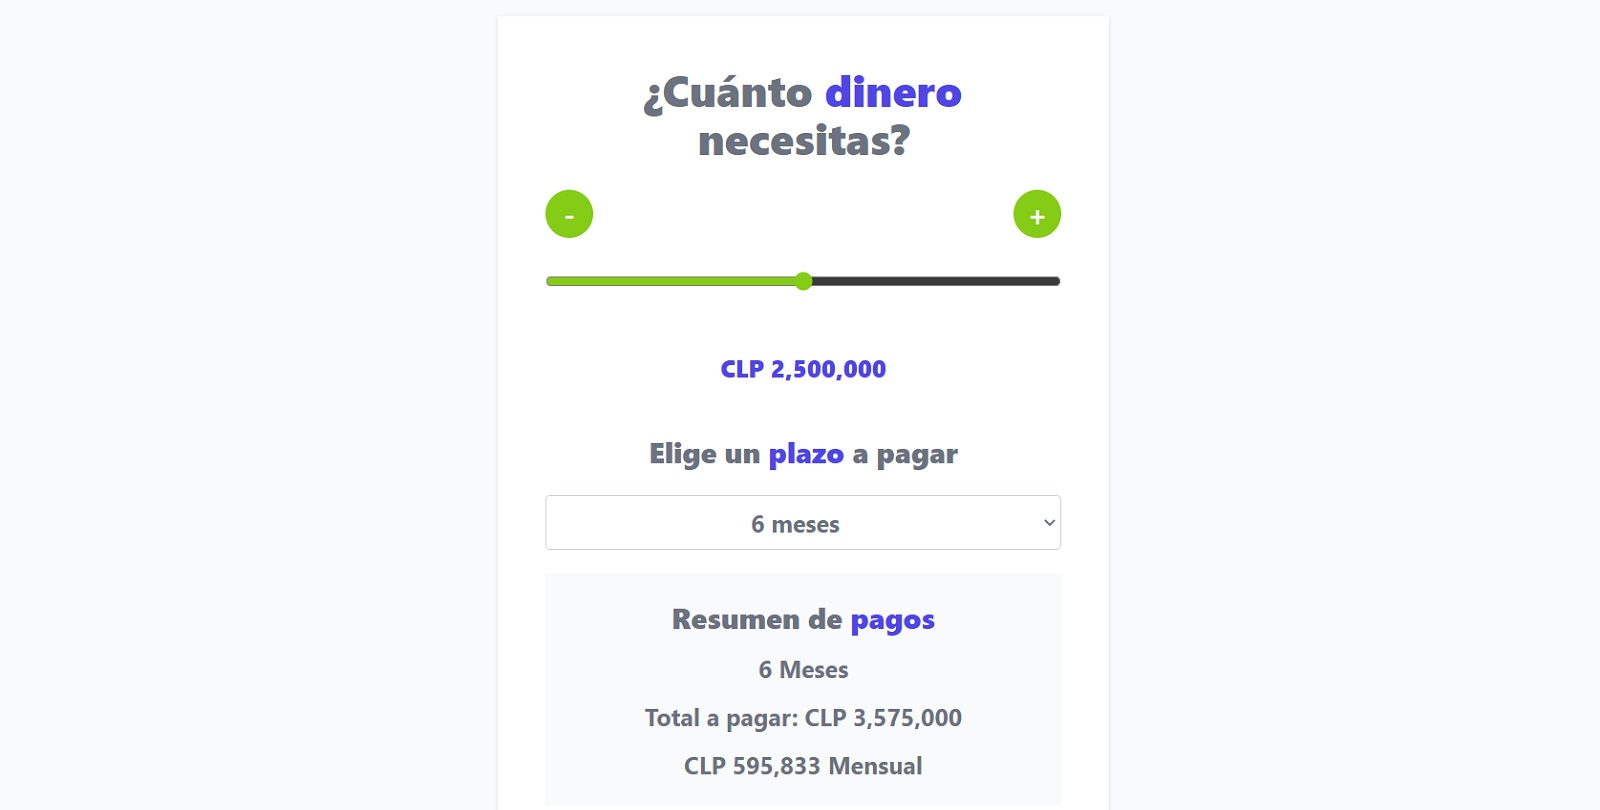 ¿Cuánto dinero
necesitas?
- +
CLP 2,500,000
Elige un plazo a pagar
6 meses
Resumen de pagos
6 Meses
Total a pagar: CLP 3,575,000
CLP 595,833 Mensual